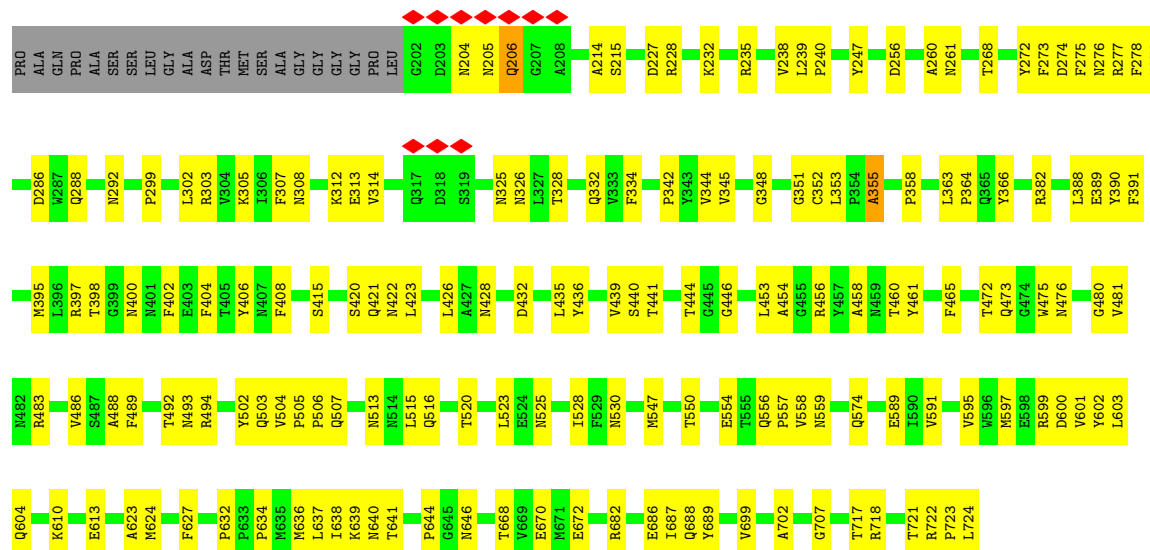 PRO ALA GLN PRO ALA SER SER LEU GLY ALA ASP THR MET SER ALA GLY GLY GLY GLY PRO LEU G202 D203 N204 N205 Q206 G207 A208 A214 S215 D227 R228 K232 R235 V238 L239 P240 Y247 D256 A260 N261 T268 Y272 F273 D274 F275 N276 R277 F278
D286 W287 Q288 N292 P299 L302 R303 V304 K305 I306 F307 N308 K312 E313 V314 Q317 D318 S319 N325 N326 L327 T328 Q332 V333 F334 P342 Y343 V344 V345 G348 G351 C352 L353 P354 A355 P358 L363 P364 Q365 Y366 R382 L388 E389 Y390 F391
M395 L396 R397 T398 G399 N400 N401 F402 E403 F404 T405 Y406 N407 F408 S415 S420 Q421 N422 L423 L426 A427 N428 D432 L435 Y436 V439 S440 T441 T444 G445 G446 L453 A454 G455 R456 Y457 A458 N459 T460 Y461 F465 T472 Q473 G474 W475 N476 G480 V481
N482 R483 V486 S487 A488 F489 T492 N493 R494 Y502 Q503 V504 P505 P506 Q507 N513 N514 L515 Q516 T520 L523 E524 N525 I528 F529 N530 M547 T550 E554 T555 Q556 P557 V558 N559 Q574 E589 I590 V591 V595 W596 M597 E598 R599 D600 V601 Y602 L603
Q604 K610 E613 A623 M624 F627 P632 P633 P634 M635 M636 L637 I638 K639 N640 T641 P644 G645 N646 T668 V669 E670 M671 E672 R682 E686 I687 Q688 Y689 V699 A702 G707 T717 R718 T721 R722 P723 L724